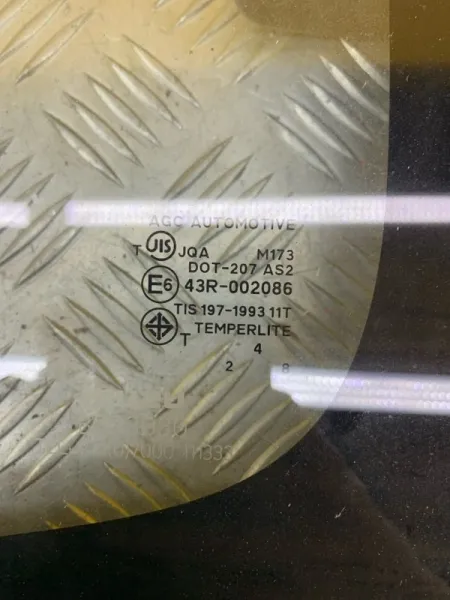 AGC AUTOMOTIVE
T JIS JQA M173
DOT-207 AS2
E6 43R-002086
TIS 197-1993 11T
T TEMPERLITE
4
2 8